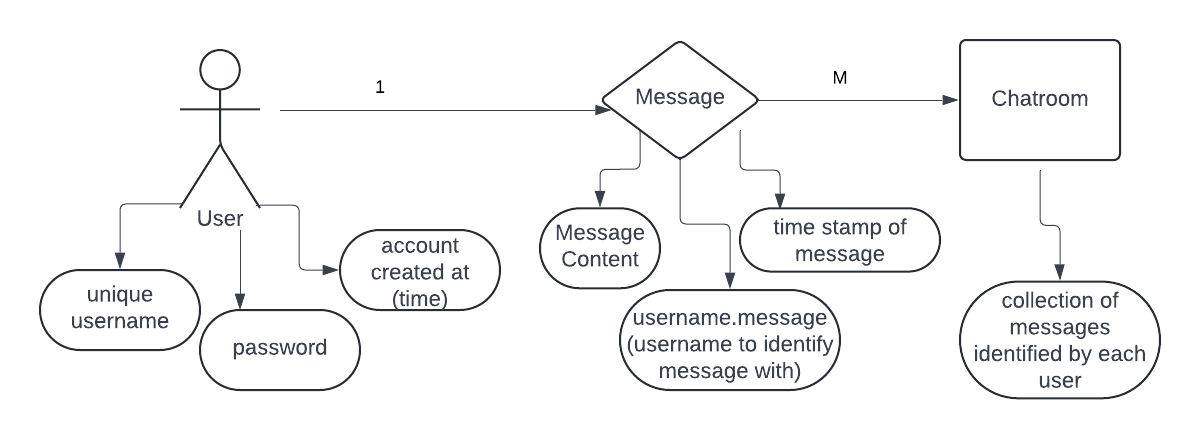 1
M
Message
Chatroom
User
unique
username
password
account
created at
(time)
Message
Content
time stamp of
message
username.message
(username to identify
message with)
collection of
messages
identified by each
user